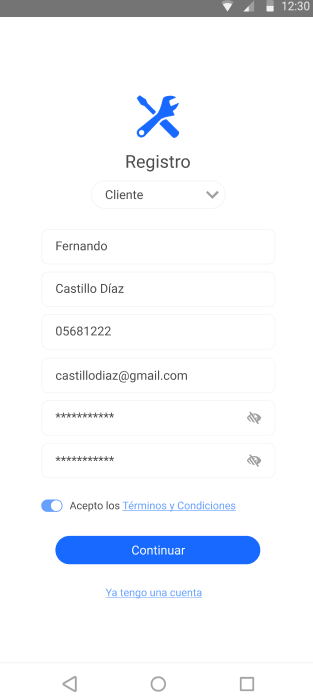 12:30
Registro
Cliente
Fernando
Castillo Díaz
05681222
castillodiaz@gmail.com
***********
***********
Acepto los Términos y Condiciones
Continuar
Ya tengo una cuenta